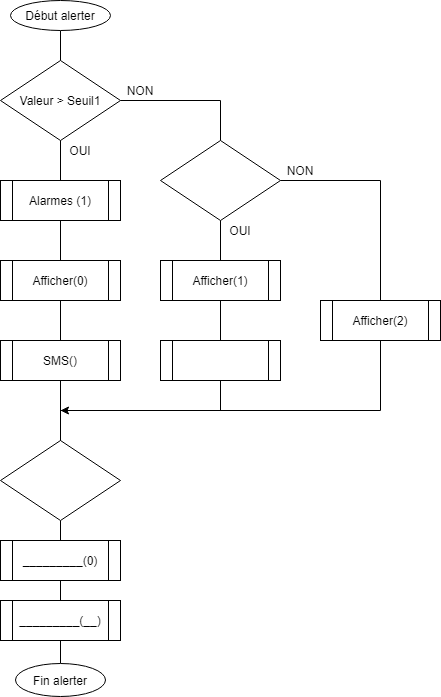 Début alerter
Valeur > Seuil1
NON
OUI
NON
Alarmes (1)
OUI
Afficher(0)
Afficher(1)
Afficher(2)
SMS()
_________(0)
_________(__)
Fin alerter